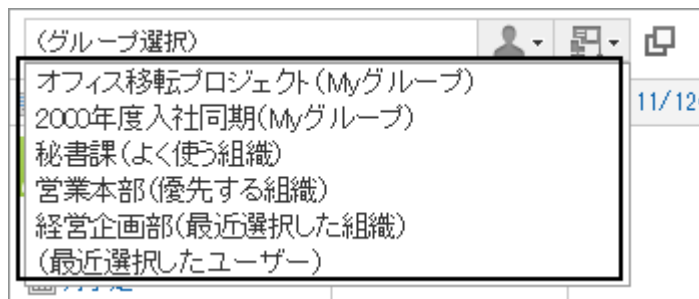 (グループ選択)
オフィス移転プロジェクト(Myグループ)
11/12
2000年度入社同期(Myグループ)
秘書課(よく使う組織)
営業本部(優先する組織)
経営企画部(最近選択した組織)
(最近選択したユーザー)